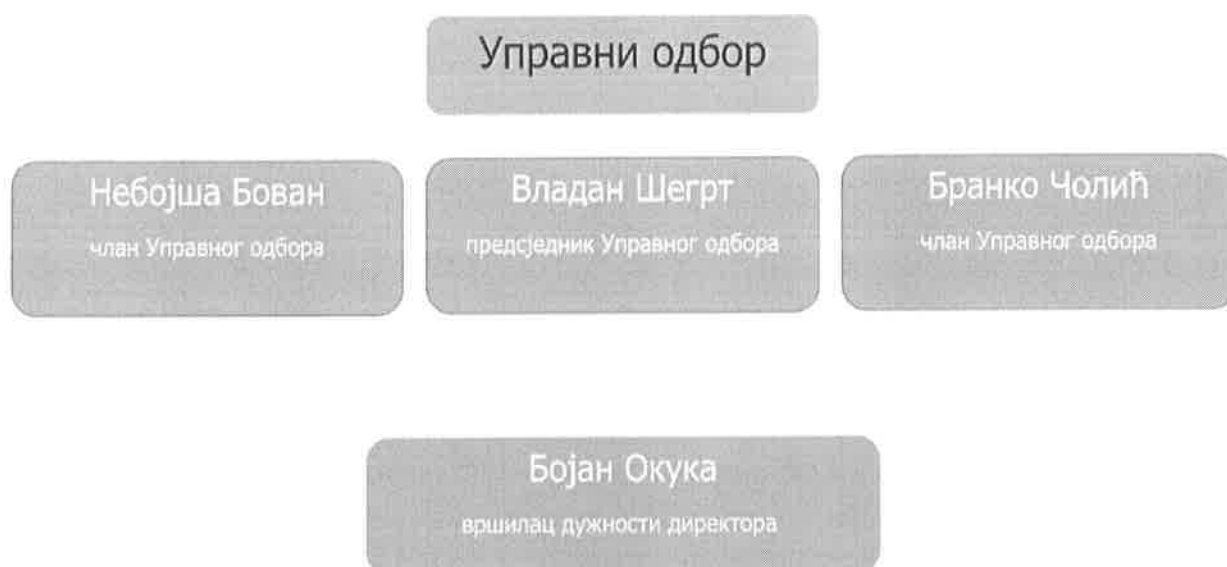 Управни одбор
Небојша Бован
члан Управног одбора
Владан Шегрт
предсједник Управног одбора
Бранко Чолић
члан Управног одбора
Бојан Окука
вршилац дужности директора